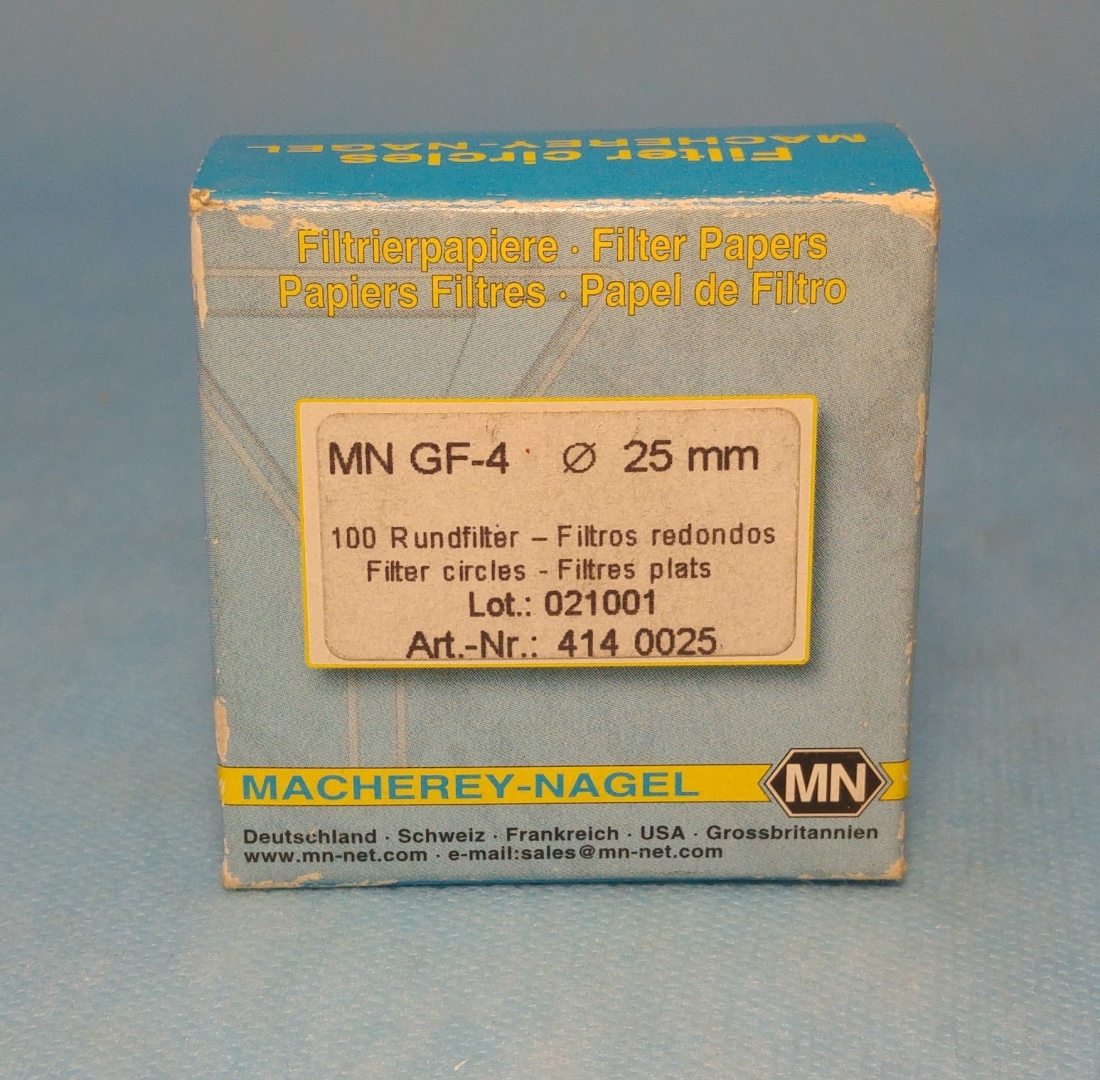 MACHEREY-NAGEL
Filter circles
Filtrierpapiere · Filter Papers
Papiers Filtres · Papel de Filtro
MN GF-4 Ø 25 mm
100 Rundfilter – Filtros redondos
Filter circles - Filtres plats
Lot.: 021001
Art.-Nr.: 414 0025
MACHEREY-NAGEL
MN
Deutschland · Schweiz · Frankreich · USA · Grossbritannien
www.mn-net.com · e-mail:sales@mn-net.com